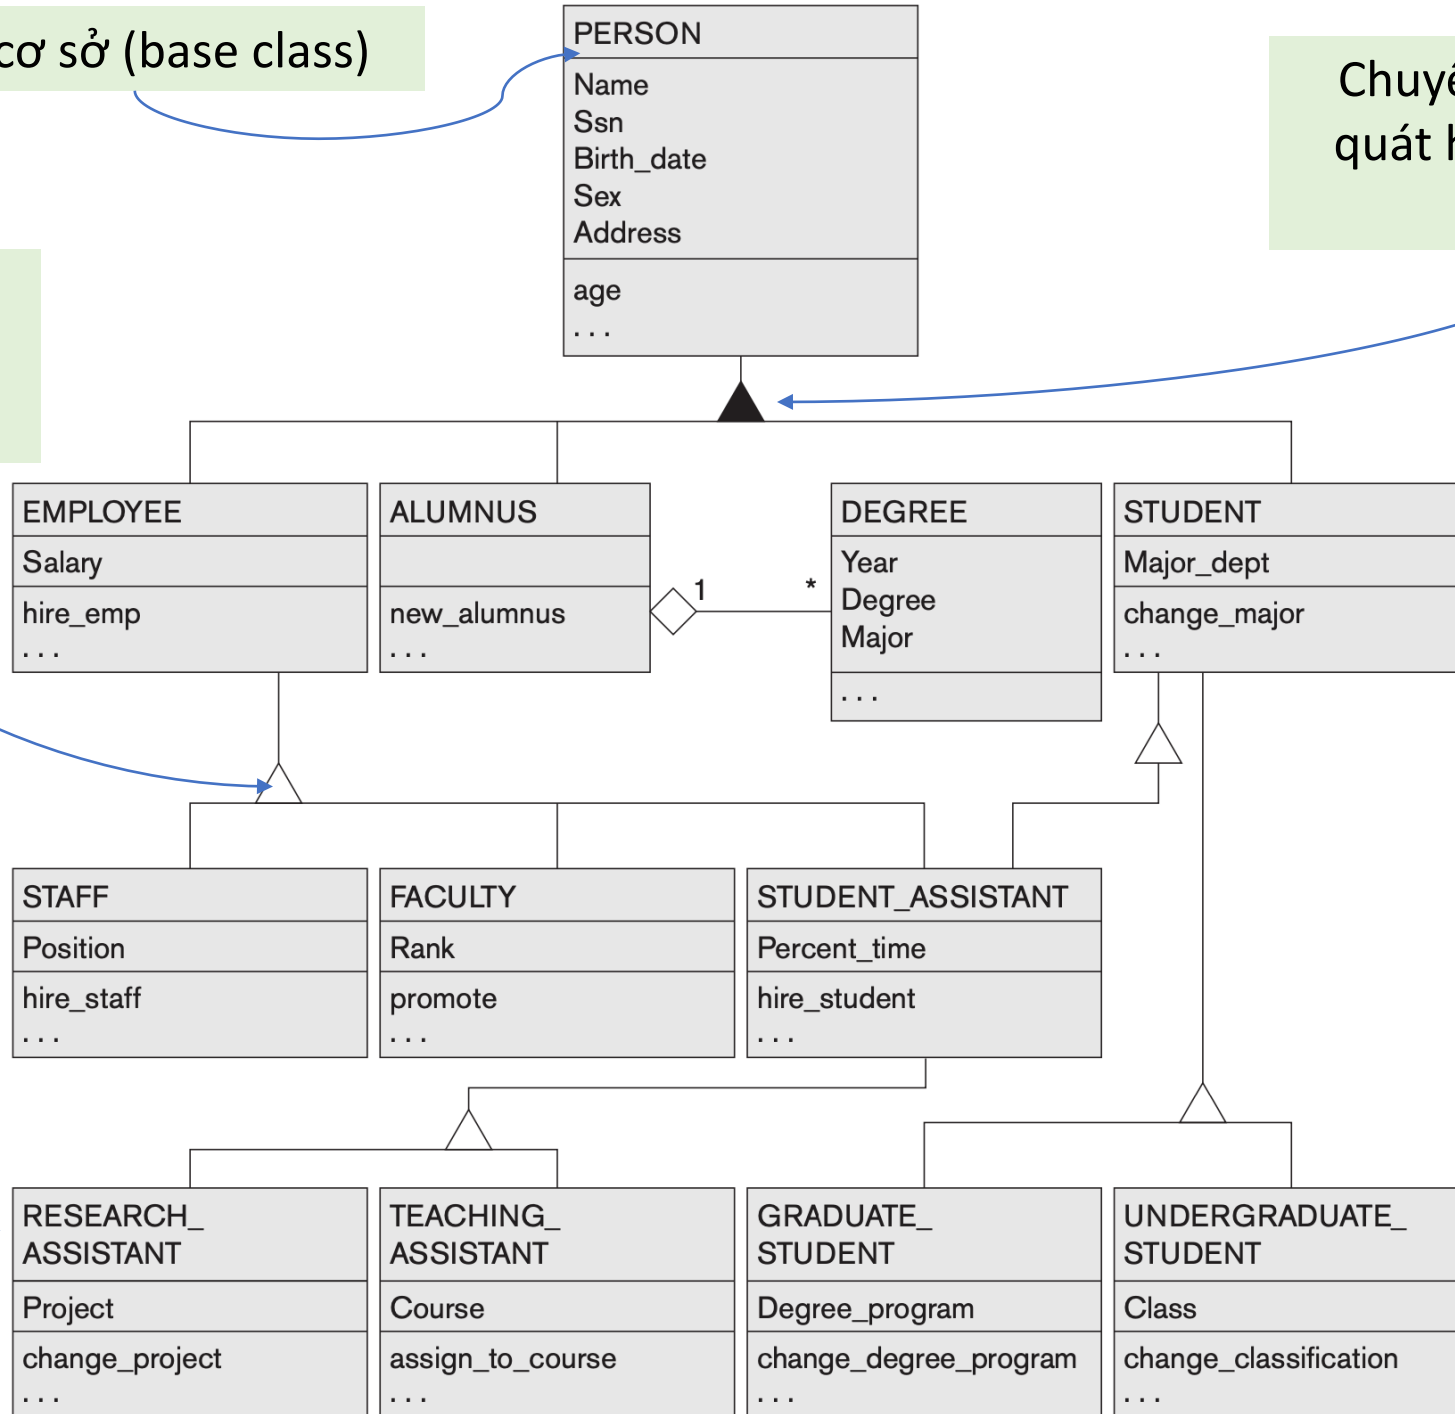 cơ sở (base class)
PERSON
Name
Ssn
Birth_date
Sex
Address
age
. . .
quát
EMPLOYEE
Salary
hire_emp
. . .
ALUMNUS
new_alumnus
. . .
1
*
DEGREE
Year
Degree
Major
. . .
STUDENT
Major_dept
change_major
. . .
STAFF
Position
hire_staff
. . .
FACULTY
Rank
promote
. . .
STUDENT_ASSISTANT
Percent_time
hire_student
. . .
RESEARCH_
ASSISTANT
Project
change_project
. . .
TEACHING_
ASSISTANT
Course
assign_to_course
. . .
GRADUATE_
STUDENT
Degree_program
change_degree_program
. . .
UNDERGRADUATE_
STUDENT
Class
change_classification
. . .